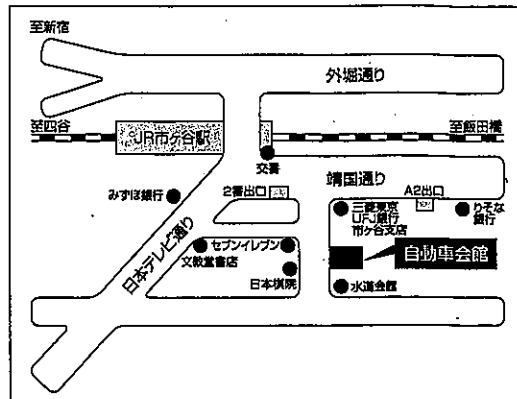 至新宿
外堀通り
至四谷
JR市ヶ谷駅
至飯田橋
交番
靖国通り
みずほ銀行
2番出口
A2出口
三菱東京
UFJ銀行
市ヶ谷支店
りそな
銀行
日本テレビ通り
セブンイレブン
文教堂書店
自動車会館
日本棋院
水道会館